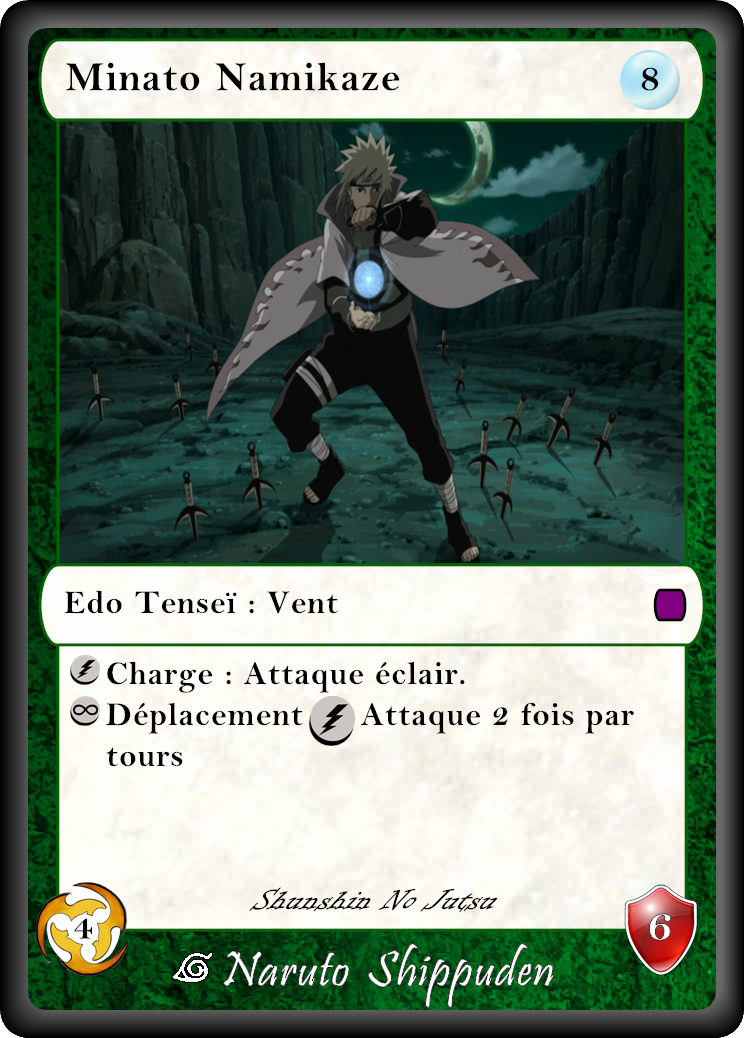 Minato Namikaze
8
Edo Tenseï : Vent
Charge : Attaque éclair.
Déplacement Attaque 2 fois par
tours
Shunshin No Jutsu
4
6
Naruto Shippuden